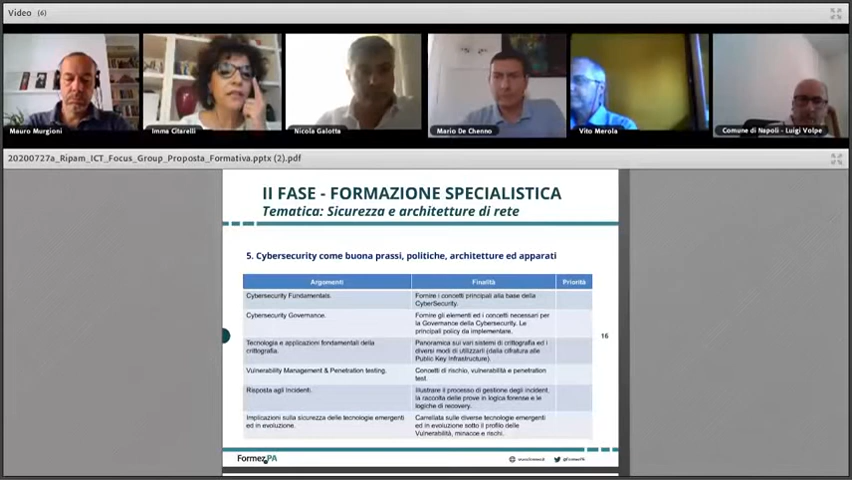 Video (6)
Mauro Murgioni
Imma Citarelli
Nicola Galotta
Mario De Chenno
Vito Merola
Comune di Napoli - Luigi Volpe
20200727a_Ripam_ICT_Focus_Group_Proposta_Formativa.pptx (2).pdf
II FASE - FORMAZIONE SPECIALISTICA
Tematica: Sicurezza e architetture di rete
5. Cybersecurity come buona prassi, politiche, architetture ed apparati
Argomenti Finalità Priorità
Cybersecurity Fundamentals.
Fornire i concetti principali alla base della
CyberSecurity.
Cybersecurity Governance.
Fornire gli elementi ed i concetti necessari per
la Governance della Cybersecurity. Le
principali policy da implementare.
Tecnologia e applicazioni fondamentali della
crittografia.
Panoramica sui vari sistemi di crittografia ed i
diversi modi di utilizzarli (dalla cifratura alle
Public Key Infrastructure)
Vulnerability Management & Penetration testing.
Concetti di rischio, vulnerabilità e penetration
test.
Risposta agli Incidenti.
Illustrare il processo di gestione degli incident,
la raccolta delle prove in logica forense e le
logiche di recovery.
Implicazioni sulla sicurezza delle tecnologie emergenti
ed in evoluzione.
Carrellata sulle diverse tecnologie emergenti
ed in evoluzione sotto il profilo delle
Vulnerabilità, minacce e rischi.
16
FormezPA
www.formez.it
@FormezPA